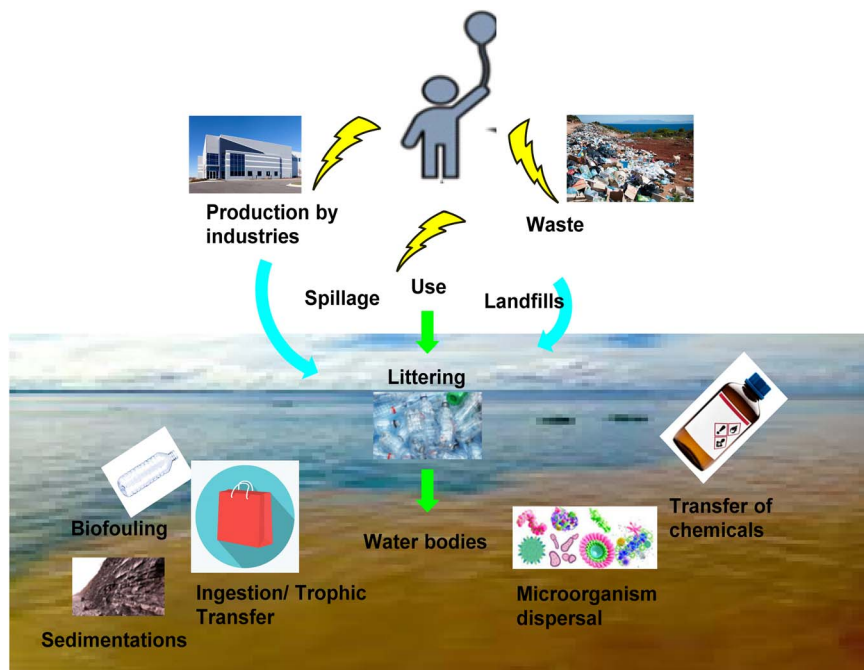 Production by
industries
Waste
Spillage
Use
Landfills
Littering
Biofouling
Water bodies
Transfer of
chemicals
Ingestion/ Trophic
Transfer
Microorganism
dispersal
Sedimentations